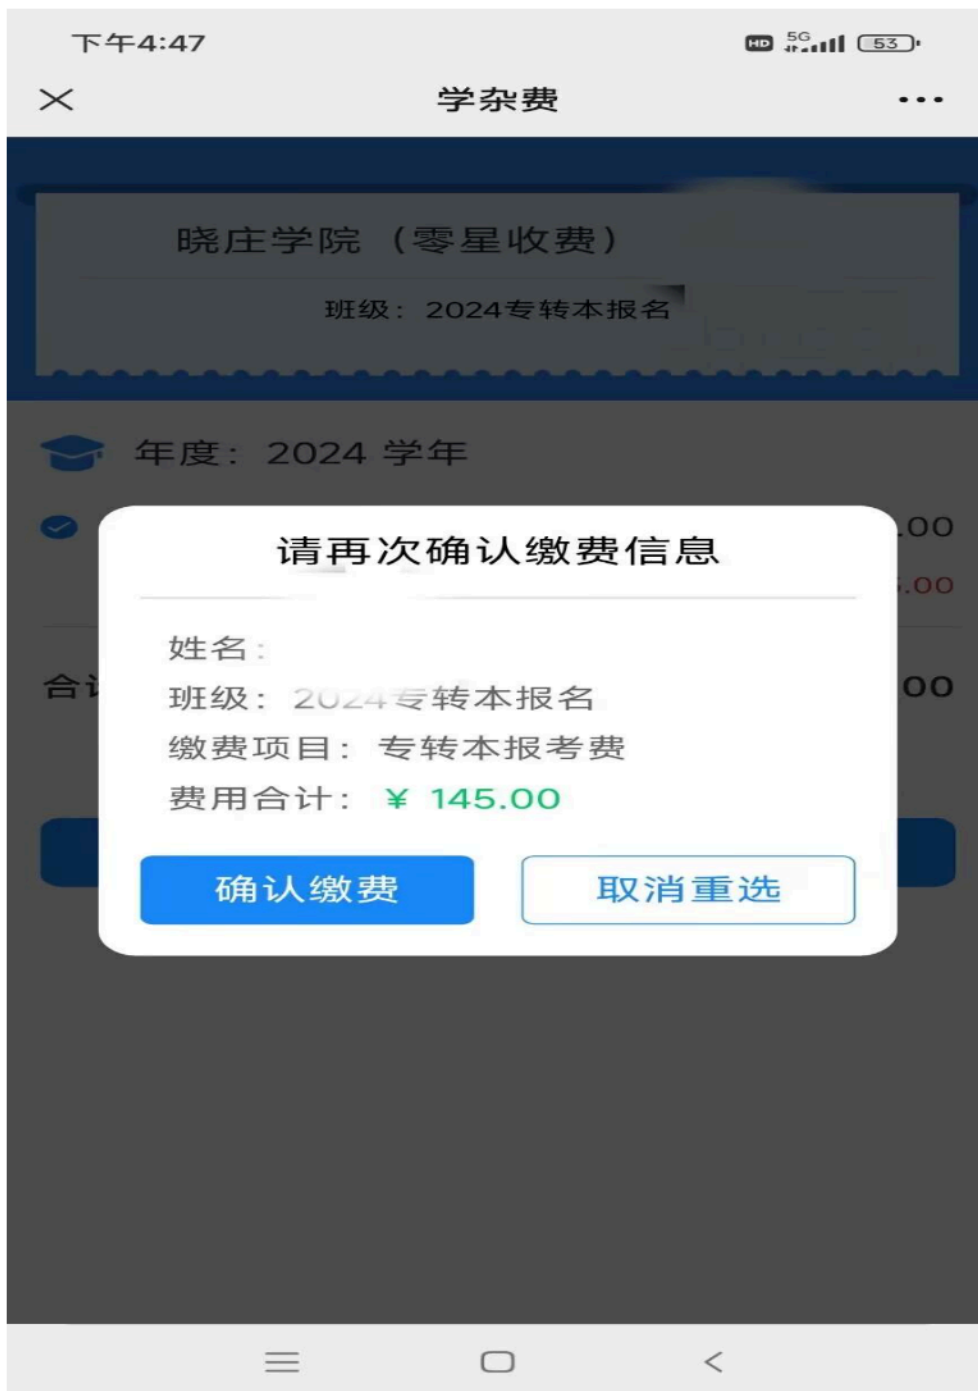 下午4:47
HD 5G 53
学杂费
晓庄学院（零星收费）
班级：2024专转本报名
年度：2024 学年
.00
请再次确认缴费信息
.00
姓名：
合
00
班级：2024专转本报名
缴费项目：专转本报考费
费用合计：¥ 145.00
确认缴费
取消重选